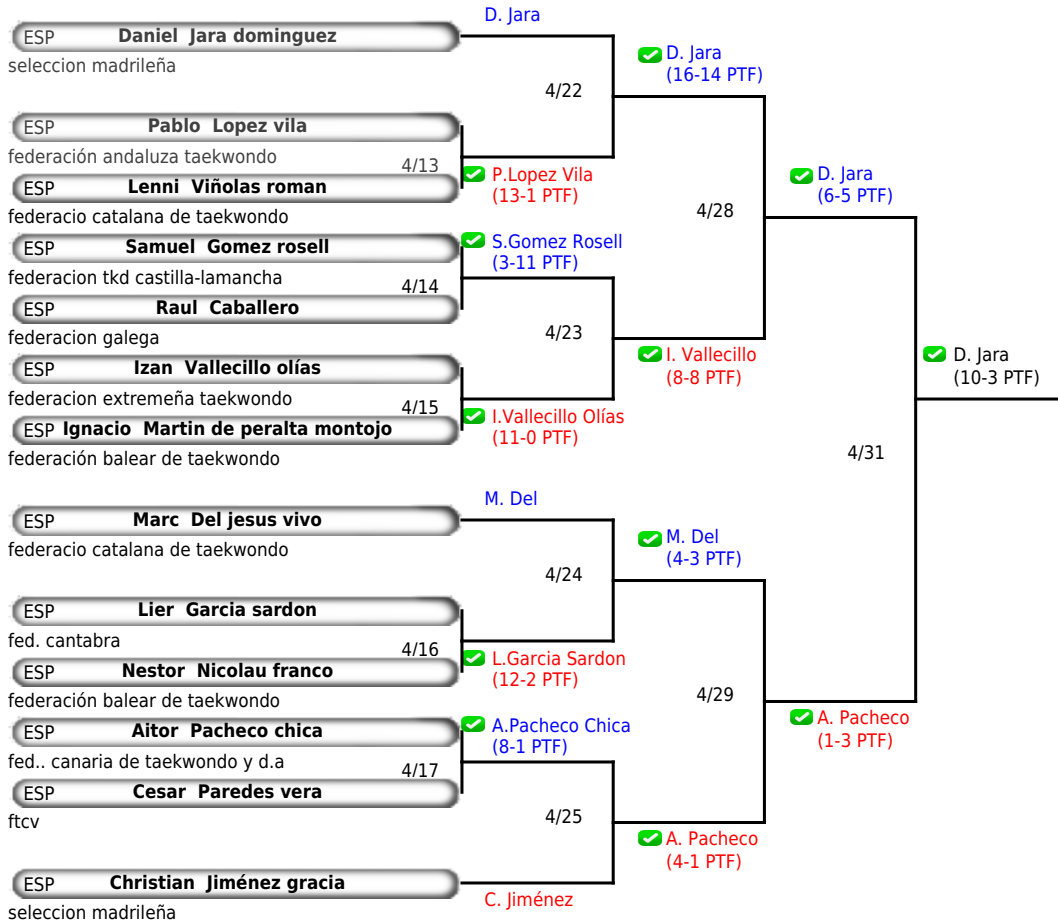 D. Jara
ESP Daniel Jara dominguez
seleccion madrileña
D. Jara
(16-14 PTF)
4/22
ESP Pablo Lopez vila
federación andaluza taekwondo
4/13
P.Lopez Vila
(13-1 PTF)
ESP Lenni Viñolas roman
federacio catalana de taekwondo
D. Jara
(6-5 PTF)
4/28
ESP Samuel Gomez rosell
federacion tkd castilla-lamancha
S.Gomez Rosell
(3-11 PTF)
4/14
ESP Raul Caballero
federacion galega
4/23
I. Vallecillo
(8-8 PTF)
D. Jara
(10-3 PTF)
ESP Izan Vallecillo olías
federacion extremeña taekwondo
4/15
I.Vallecillo Olías
(11-0 PTF)
ESP Ignacio Martin de peralta montojo
federación balear de taekwondo
4/31
M. Del
ESP Marc Del jesus vivo
federacio catalana de taekwondo
M. Del
(4-3 PTF)
4/24
ESP Lier Garcia sardon
fed. cantabra
4/16
L.Garcia Sardon
(12-2 PTF)
ESP Nestor Nicolau franco
federación balear de taekwondo
4/29
A. Pacheco
(1-3 PTF)
ESP Aitor Pacheco chica
fed.. canaria de taekwondo y d.a
A.Pacheco Chica
(8-1 PTF)
4/17
ESP Cesar Paredes vera
ftcv
4/25
A. Pacheco
(4-1 PTF)
ESP Christian Jiménez gracia
seleccion madrileña
C. Jiménez